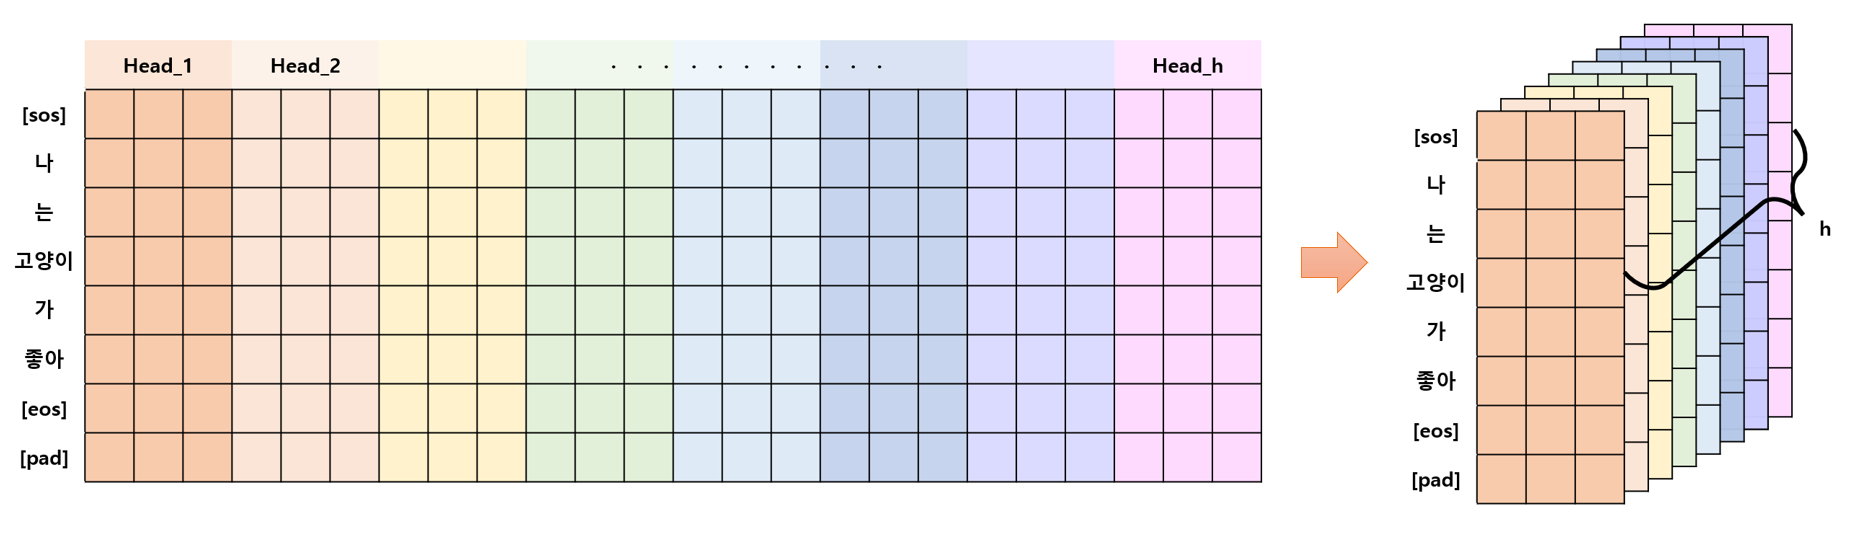 Head_1 Head_2 . . . . . . . . . . . Head_h
[sos]
나
는
고양이
가
좋아
[eos]
[pad]
[sos]
나
는
고양이
가
좋아
[eos]
[pad]
h